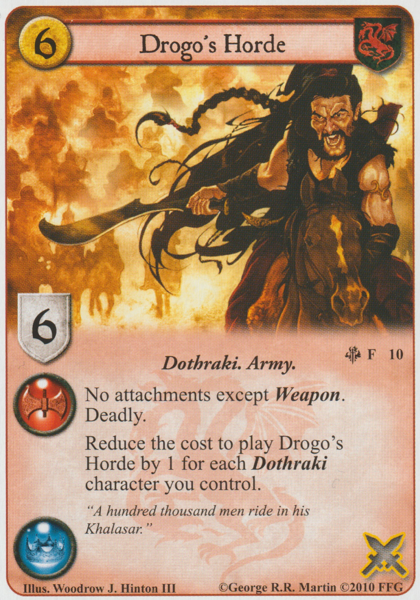 6 Drogo's Horde
6
Dothraki. Army.
F 10
No attachments except Weapon.
Deadly.
Reduce the cost to play Drogo's
Horde by 1 for each Dothraki
character you control.
"A hundred thousand men ride in his
Khalasar."
Illus. Woodrow J. Hinton III ©George R.R. Martin ©2010 FFG